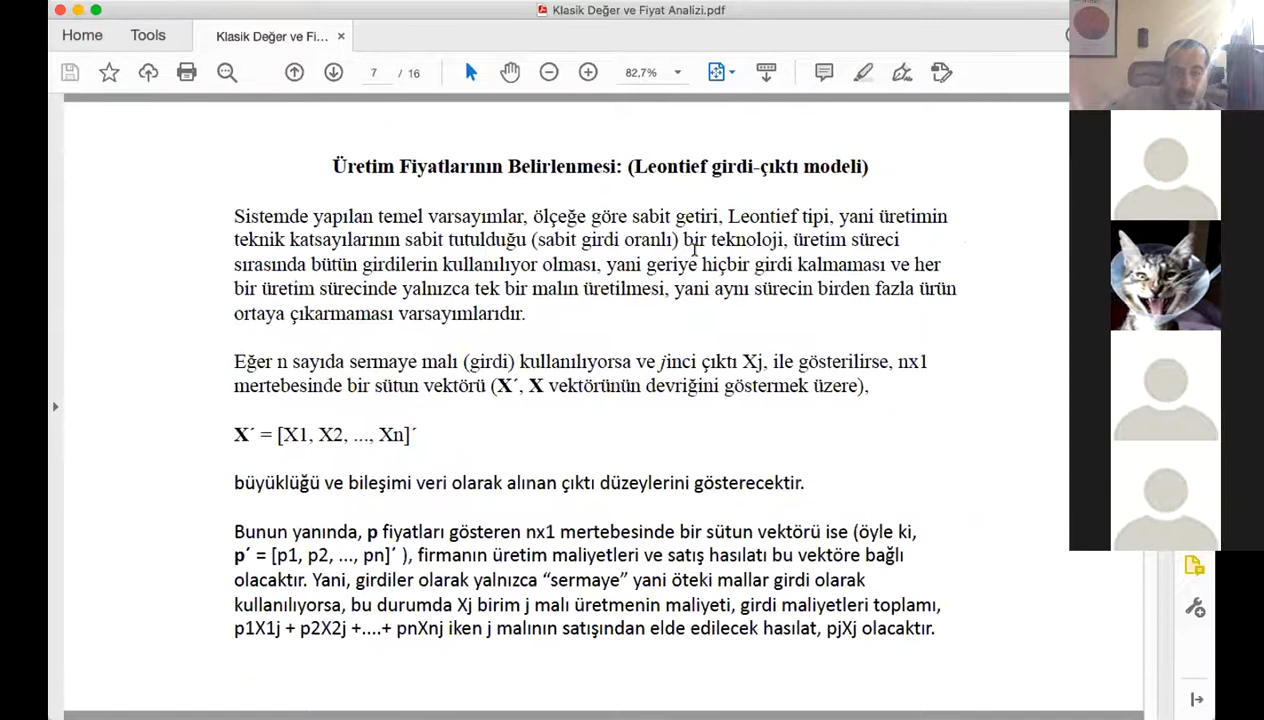 Klasik Değer ve Fiyat Analizi.pdf
Home
Tools
Klasik Değer ve Fi...
7 / 16
82,7%
Üretim Fiyatlarının Belirlenmesi: (Leontief girdi-çıktı modeli)
Sistemde yapılan temel varsayımlar, ölçeğe göre sabit getiri, Leontief tipi, yani üretimin
teknik katsayılarının sabit tutulduğu (sabit girdi oranlı) bir teknoloji, üretim süreci
sırasında bütün girdilerin kullanılıyor olması, yani geriye hiçbir girdi kalmaması ve her
bir üretim sürecinde yalnızca tek bir malın üretilmesi, yani aynı sürecin birden fazla ürün
ortaya çıkarmaması varsayımlarıdır.
Eğer n sayıda sermaye malı (girdi) kullanılıyorsa ve jinci çıktı Xj, ile gösterilirse, nx1
mertebesinde bir sütun vektörü (X´, X vektörünün devriğini göstermek üzere),
X´ = [X1, X2, ..., Xn]´
büyüklüğü ve bileşimi veri olarak alınan çıktı düzeylerini gösterecektir.
Bunun yanında, p fiyatları gösteren nx1 mertebesinde bir sütun vektörü ise (öyle ki,
p´ = [p1, p2, ..., pn]´ ), firmanın üretim maliyetleri ve satış hasılatı bu vektöre bağlı
olacaktır. Yani, girdiler olarak yalnızca “sermaye” yani öteki mallar girdi olarak
kullanılıyorsa, bu durumda Xj birim j malı üretmenin maliyeti, girdi maliyetleri toplamı,
p1X1j + p2X2j +....+ pnXnj iken j malının satışından elde edilecek hasılat, pjXj olacaktır.